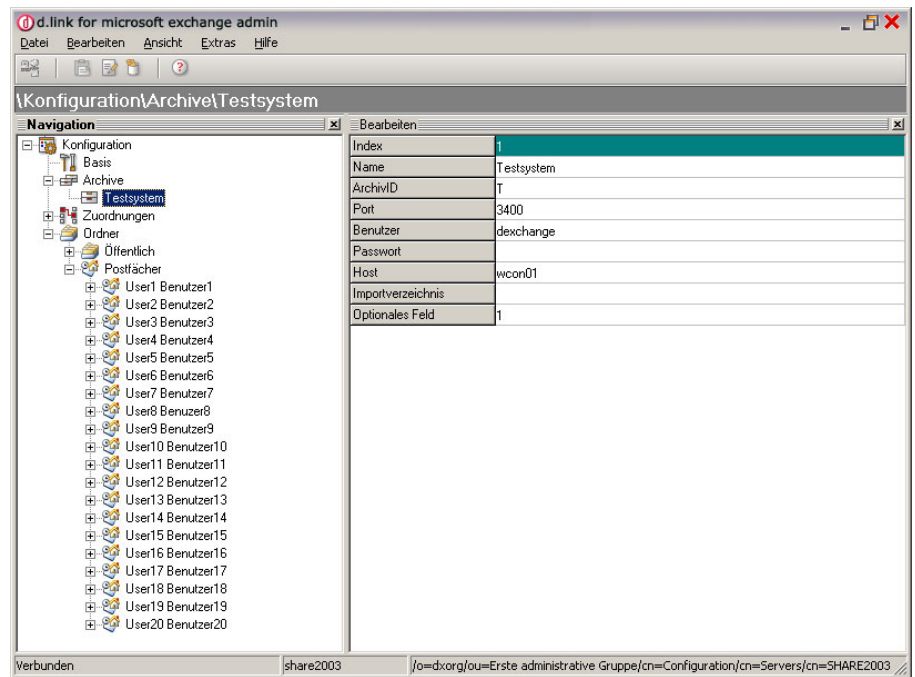 d.link for microsoft exchange admin
Datei Bearbeiten Ansicht Extras Hilfe
\Konfiguration\Archive\Testsystem
Navigation
Konfiguration
Basis
Archive
Testsystem
Zuordnungen
Ordner
Öffentlich
Postfächer
User1 Benutzer1
User2 Benutzer2
User3 Benutzer3
User4 Benutzer4
User5 Benutzer5
User6 Benutzer6
User7 Benutzer7
User8 Benuzer8
User9 Benutzer9
User10 Benutzer10
User11 Benutzer11
User12 Benutzer12
User13 Benutzer13
User14 Benutzer14
User15 Benutzer15
User16 Benutzer16
User17 Benutzer17
User18 Benutzer18
User19 Benutzer19
User20 Benutzer20
Bearbeiten
Index 1
Name Testsystem
ArchivID T
Port 3400
Benutzer dexchange
Passwort
Host wcon01
Importverzeichnis
Optionales Feld 1
Verbunden share2003 /o=dxorg/ou=Erste administrative Gruppe/cn=Configuration/cn=Servers/cn=SHARE2003